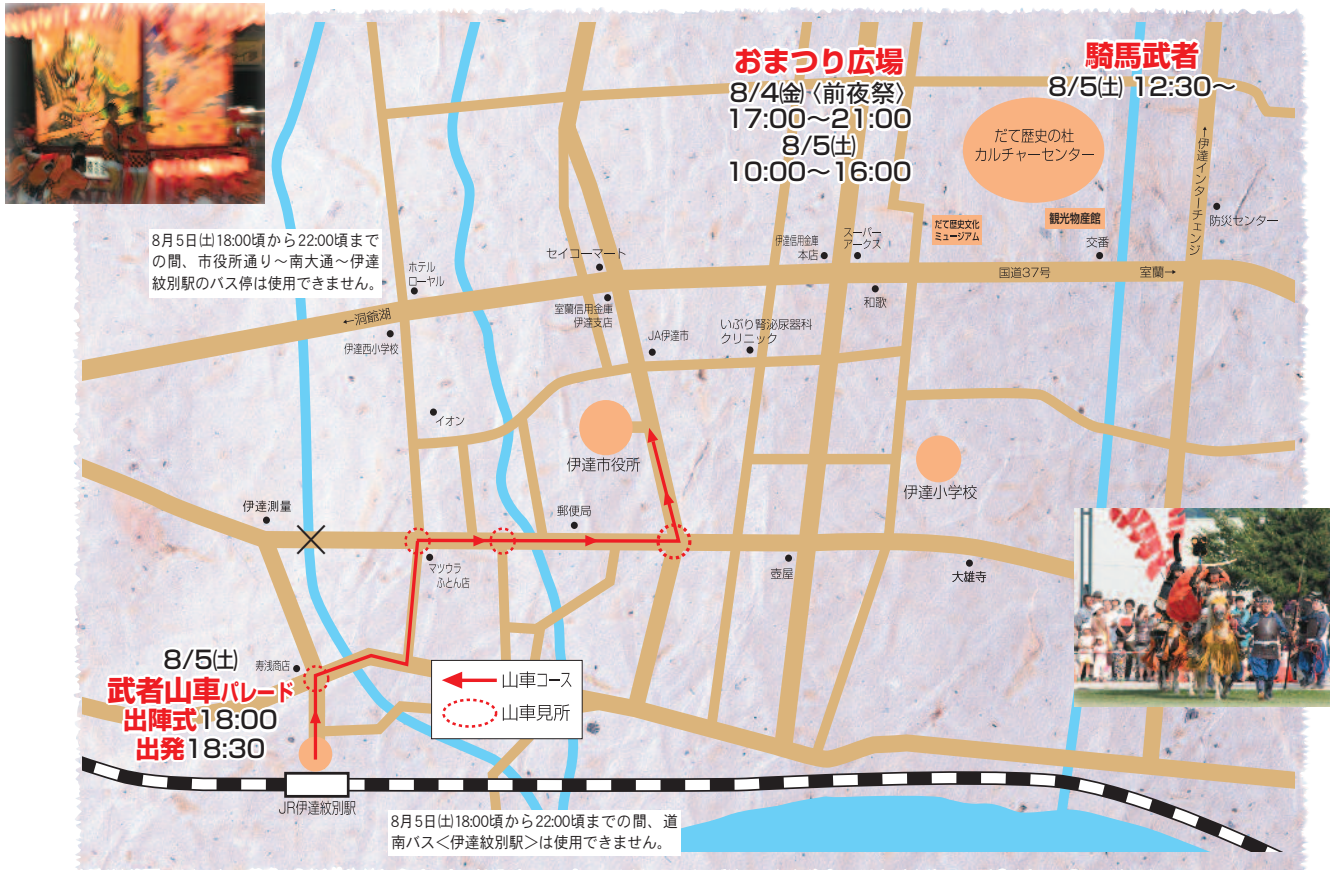 おまつり広場
8/4(金)〈前夜祭〉
17:00～21:00
8/5(土)
10:00～16:00
騎馬武者
8/5(土) 12:30～
だて歴史の杜
カルチャーセンター
←伊達インターチェンジ
防災センター
だて歴史文化
ミュージアム
観光物産館
交番
8月5日(土)18:00頃から22:00頃まで
の間、市役所通り～南大通～伊達
紋別駅のバス停は使用できません。
ホテル
ローヤル
セイコーマート
伊達信用金庫
本店
スーパー
アークス
国道37号
室蘭→
←洞爺湖
室蘭信用金庫
伊達支店
和歌
伊達西小学校
JA伊達市
いぶり腎泌尿器科
クリニック
イオン
伊達市役所
伊達小学校
伊達測量
郵便局
マツウラ
ふとん店
壺屋
大雄寺
8/5(土)
武者山車パレード
出陣式18:00
出発18:30
寿浅商店
山車コース
山車見所
JR伊達紋別駅
8月5日(土)18:00頃から22:00頃までの間、道
南バス＜伊達紋別駅＞は使用できません。